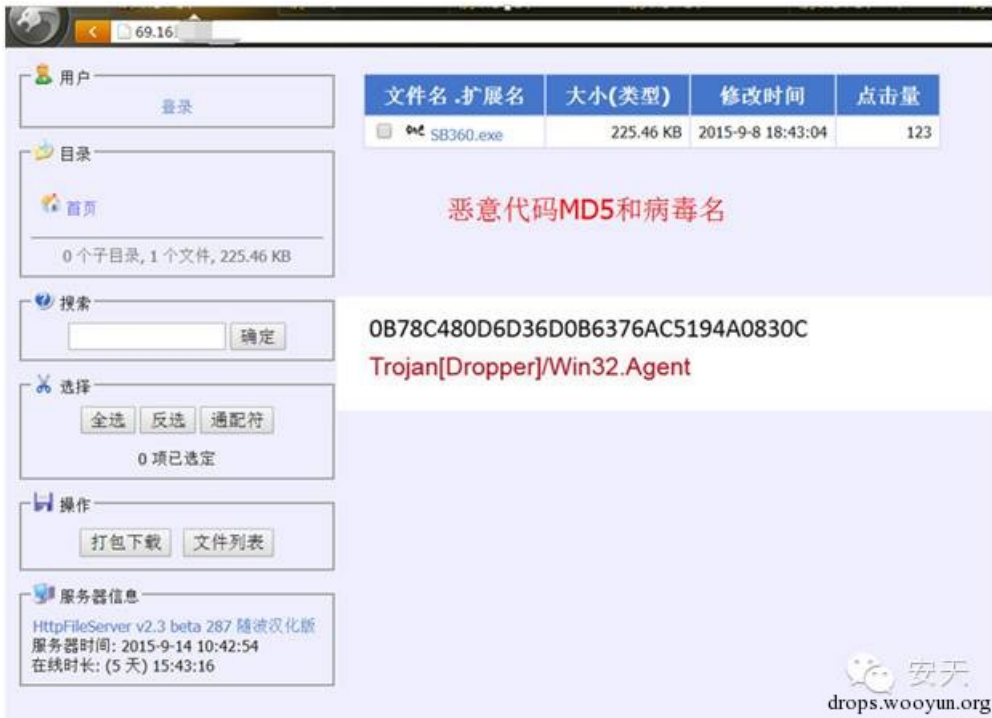 69.16
用户
登录
目录
首页
0 个子目录, 1 个文件, 225.46 KB
搜索
确定
选择
全选 反选 通配符
0 项已选定
操作
打包下载 文件列表
服务器信息
HttpFileServer v2.3 beta 287 随波汉化版
服务器时间: 2015-9-14 10:42:54
在线时长: (5 天) 15:43:16
文件名 .扩展名 大小(类型) 修改时间 点击量
SB360.exe 225.46 KB 2015-9-8 18:43:04 123
恶意代码MD5和病毒名
0B78C480D6D36D0B6376AC5194A0830C
Trojan[Dropper]/Win32.Agent
安天
drops.wooyun.org